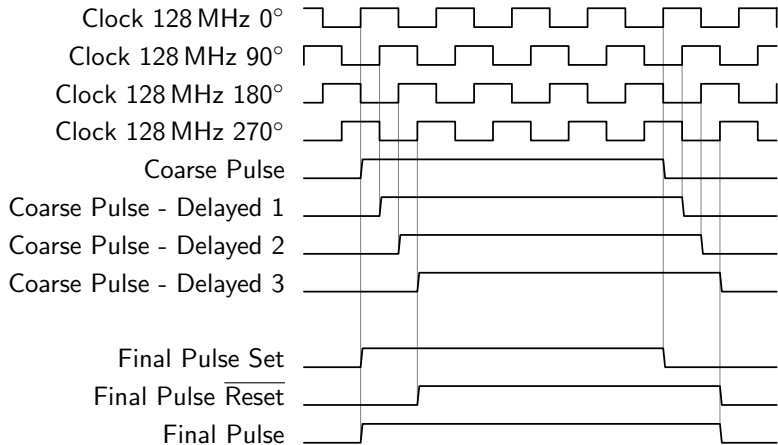 Clock 128 MHz 0°
Clock 128 MHz 90°
Clock 128 MHz 180°
Clock 128 MHz 270°
Coarse Pulse
Coarse Pulse - Delayed 1
Coarse Pulse - Delayed 2
Coarse Pulse - Delayed 3
Final Pulse Set
Final Pulse Reset
Final Pulse